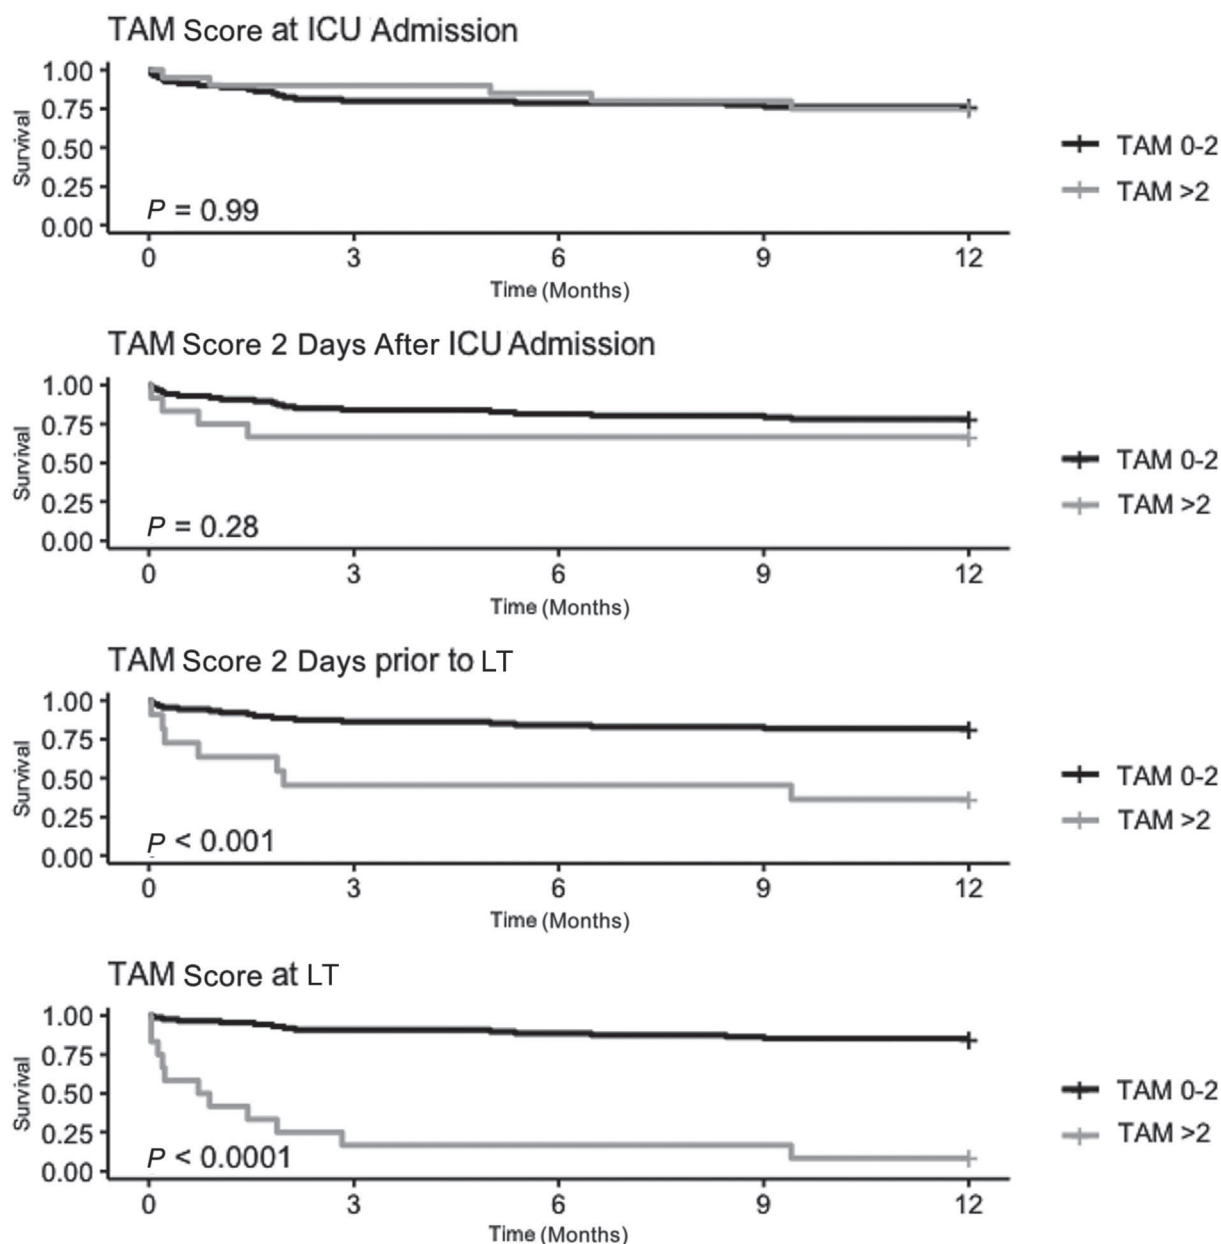 TAM Score at ICU Admission
1.00
0.75
0.50
0.25
0.00
Survival
P = 0.99
0 3 6 9 12
Time (Months)
TAM 0-2
TAM >2
TAM Score 2 Days After ICU Admission
1.00
0.75
0.50
0.25
0.00
Survival
P = 0.28
0 3 6 9 12
Time (Months)
TAM 0-2
TAM >2
TAM Score 2 Days prior to LT
1.00
0.75
0.50
0.25
0.00
Survival
P < 0.001
0 3 6 9 12
Time (Months)
TAM 0-2
TAM >2
TAM Score at LT
1.00
0.75
0.50
0.25
0.00
Survival
P < 0.0001
0 3 6 9 12
Time (Months)
TAM 0-2
TAM >2